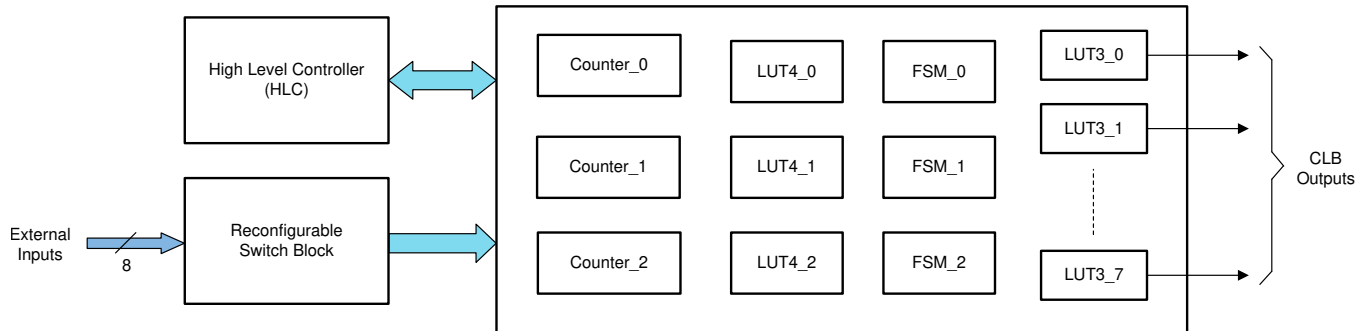 High Level Controller
(HLC)
Reconfigurable
Switch Block
External
Inputs
8
Counter_0
LUT4_0
FSM_0
LUT3_0
Counter_1
LUT4_1
FSM_1
LUT3_1
Counter_2
LUT4_2
FSM_2
LUT3_7
CLB
Outputs